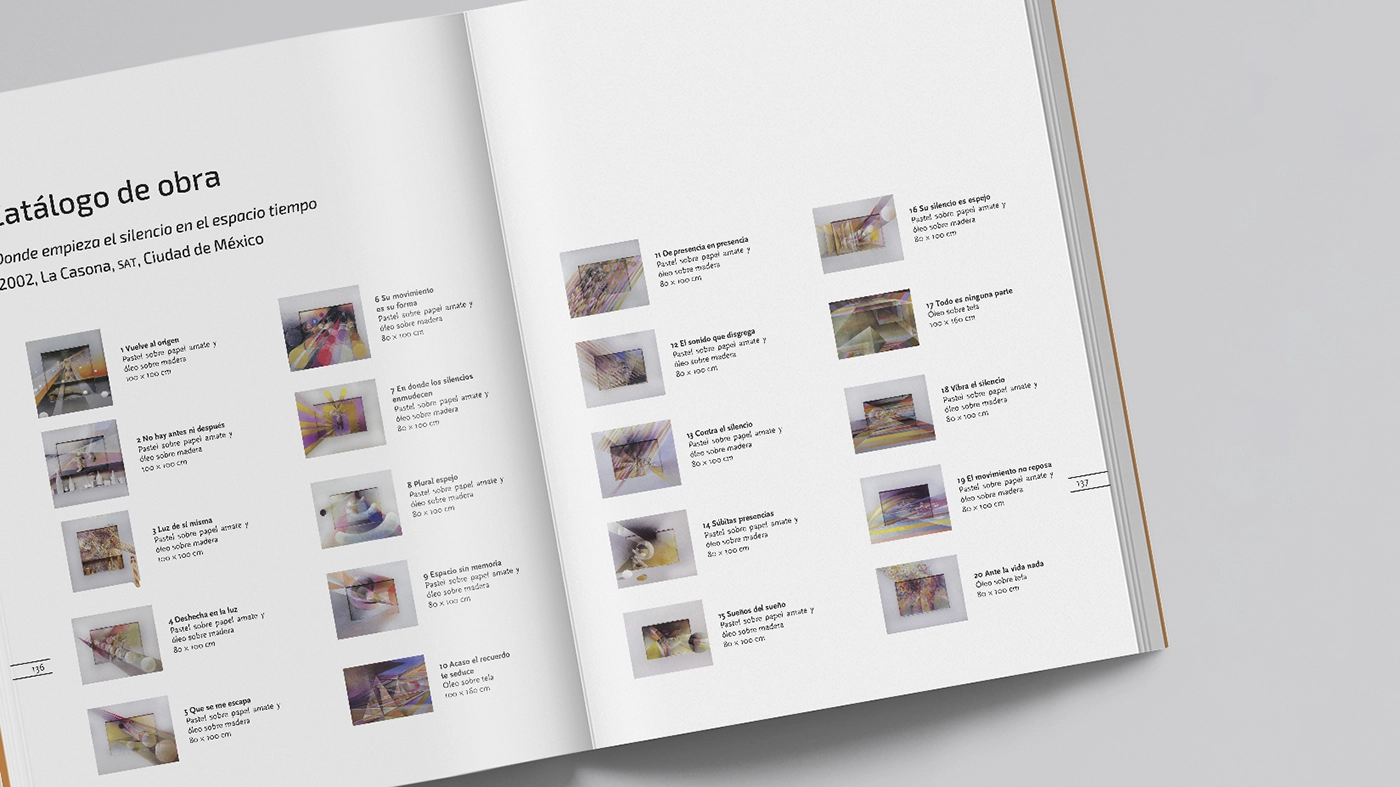 Catálogo de obra
Donde empieza el silencio en el espacio tiempo
2002, La Casona, SAT, Ciudad de México
1 Vuelve al origen
Pastel sobre papel amate y
óleo sobre madera
100 x 100 cm
2 No hay antes ni después
Pastel sobre papel amate y
óleo sobre madera
100 x 100 cm
3 Luz de sí misma
Pastel sobre papel amate y
óleo sobre madera
100 x 100 cm
4 Deshecha en la luz
Pastel sobre papel amate y
óleo sobre madera
80 x 100 cm
5 Que se me escapa
Pastel sobre papel amate y
óleo sobre madera
80 x 100 cm
6 Su movimiento
es su forma
Pastel sobre papel amate y
óleo sobre madera
80 x 100 cm
7 En donde los silencios
enmudecen
Pastel sobre papel amate y
óleo sobre madera
80 x 100 cm
8 Plural espejo
Pastel sobre papel amate y
óleo sobre madera
80 x 100 cm
9 Espacio sin memoria
Pastel sobre papel amate y
óleo sobre madera
80 x 100 cm
10 Acaso el recuerdo
te seduce
Óleo sobre tela
100 x 160 cm
136
11 De presencia en presencia
Pastel sobre papel amate y
óleo sobre madera
80 x 100 cm
12 El sonido que disgrega
Pastel sobre papel amate y
óleo sobre madera
80 x 100 cm
13 Contra el silencio
Pastel sobre papel amate y
óleo sobre madera
80 x 100 cm
14 Súbitas presencias
Pastel sobre papel amate y
óleo sobre madera
80 x 100 cm
15 Sueños del sueño
Pastel sobre papel amate y
óleo sobre madera
80 x 100 cm
16 Su silencio es espejo
Pastel sobre papel amate y
óleo sobre madera
80 x 100 cm
17 Todo es ninguna parte
Óleo sobre tela
100 x 160 cm
18 Vibra el silencio
Pastel sobre papel amate y
óleo sobre madera
80 x 100 cm
19 El movimiento no reposa
Pastel sobre papel amate y
óleo sobre madera
80 x 100 cm
20 Ante la vida nada
Óleo sobre tela
80 x 100 cm
137